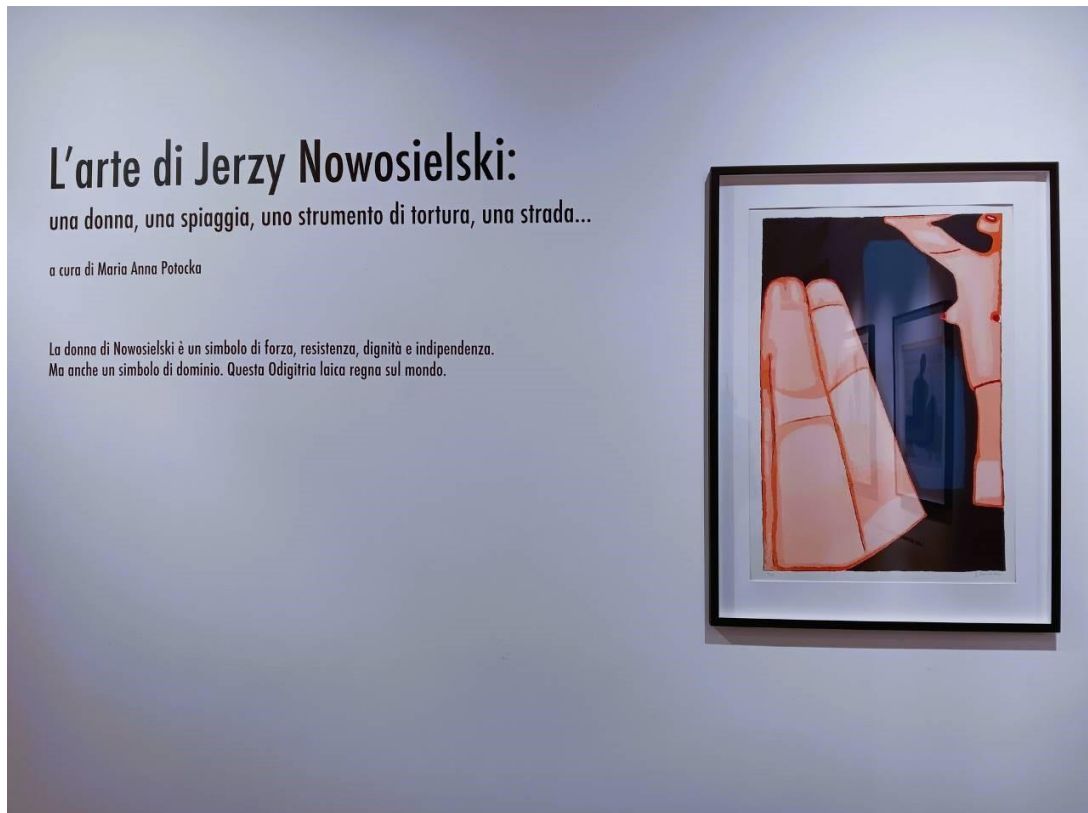 L'arte di Jerzy Nowosielski:
una donna, una spiaggia, uno strumento di tortura, una strada...
a cura di Maria Anna Potocka
La donna di Nowosielski è un simbolo di forza, resistenza, dignità e indipendenza.
Ma anche un simbolo di dominio. Questa Odigitria laica regna sul mondo.